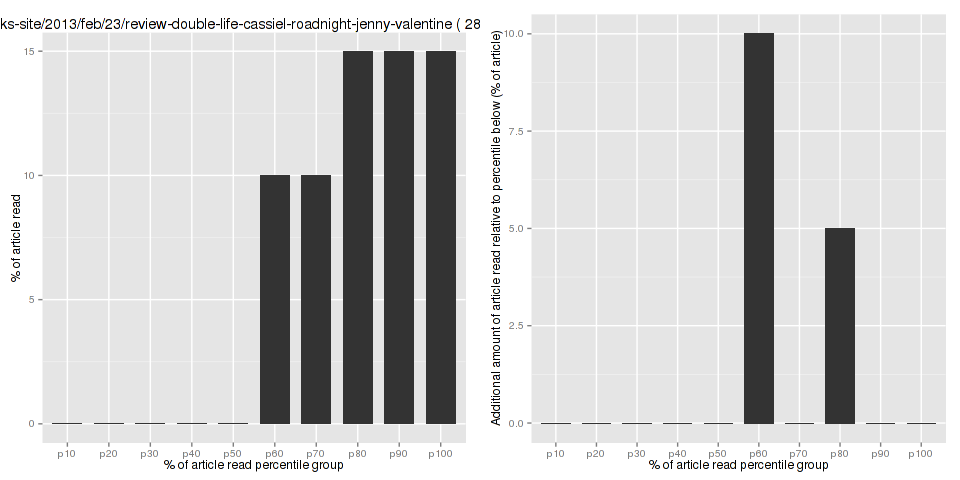 ks-site/2013/feb/23/review-double-life-cassiel-roadnight-jenny-valentine ( 28
15
10
5
0
% of article read
p10 p20 p30 p40 p50 p60 p70 p80 p90 p100
% of article read percentile group
10.0
7.5
5.0
2.5
0.0
Additional amount of article read relative to percentile below (% of article)
p10 p20 p30 p40 p50 p60 p70 p80 p90 p100
% of article read percentile group